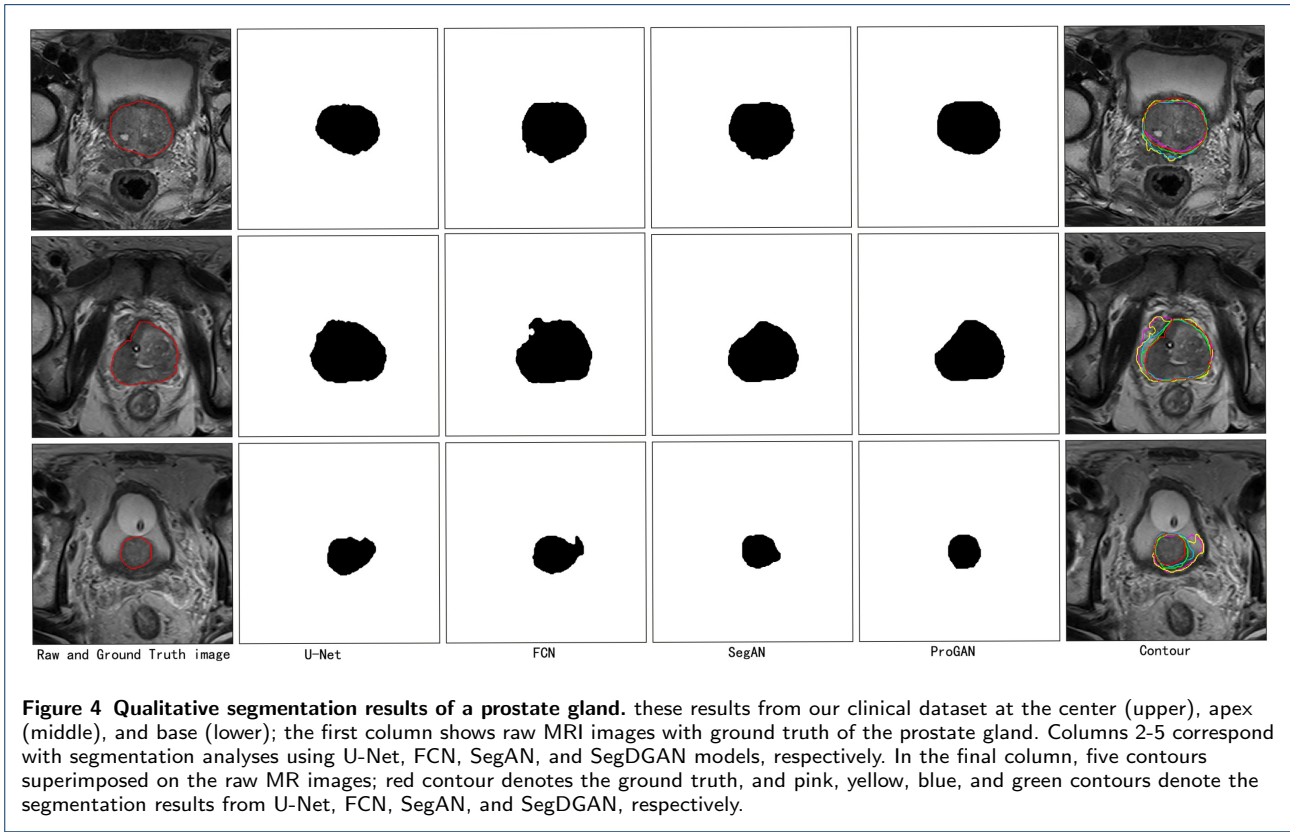 Raw and Ground Truth image U-Net FCN SegAN ProGAN Contour
Figure 4 Qualitative segmentation results of a prostate gland. these results from our clinical dataset at the center (upper), apex
(middle), and base (lower); the first column shows raw MRI images with ground truth of the prostate gland. Columns 2-5 correspond
with segmentation analyses using U-Net, FCN, SegAN, and SegDGAN models, respectively. In the final column, five contours
superimposed on the raw MR images; red contour denotes the ground truth, and pink, yellow, blue, and green contours denote the
segmentation results from U-Net, FCN, SegAN, and SegDGAN, respectively.